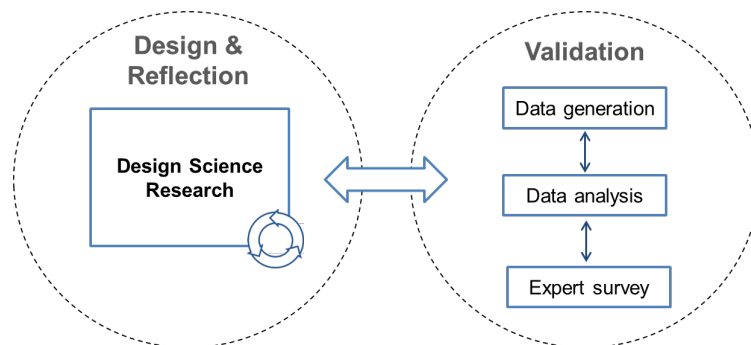 Design &
Reflection
Design Science
Research
Validation
Data generation
Data analysis
Expert survey